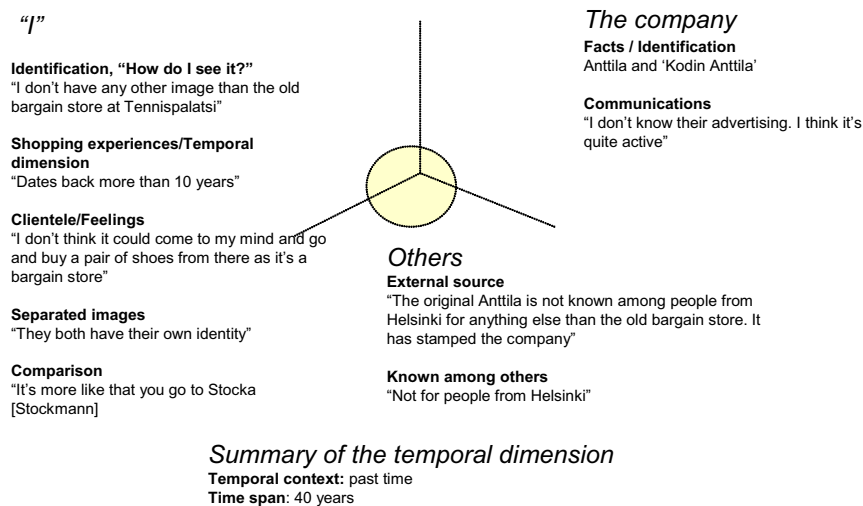 “I”
Identification, “How do I see it?”
“I don’t have any other image than the old
bargain store at Tennispalatsi”
Shopping experiences/Temporal
dimension
“Dates back more than 10 years”
Clientele/Feelings
“I don’t think it could come to my mind and go
and buy a pair of shoes from there as it’s a
bargain store”
Separated images
“They both have their own identity”
Comparison
“It’s more like that you go to Stocka
[Stockmann]
The company
Facts / Identification
Anttila and ‘Kodin Anttila’
Communications
“I don’t know their advertising. I think it’s
quite active”
Others
External source
“The original Anttila is not known among people from
Helsinki for anything else than the old bargain store. It
has stamped the company”
Known among others
“Not for people from Helsinki”
Summary of the temporal dimension
Temporal context: past time
Time span: 40 years